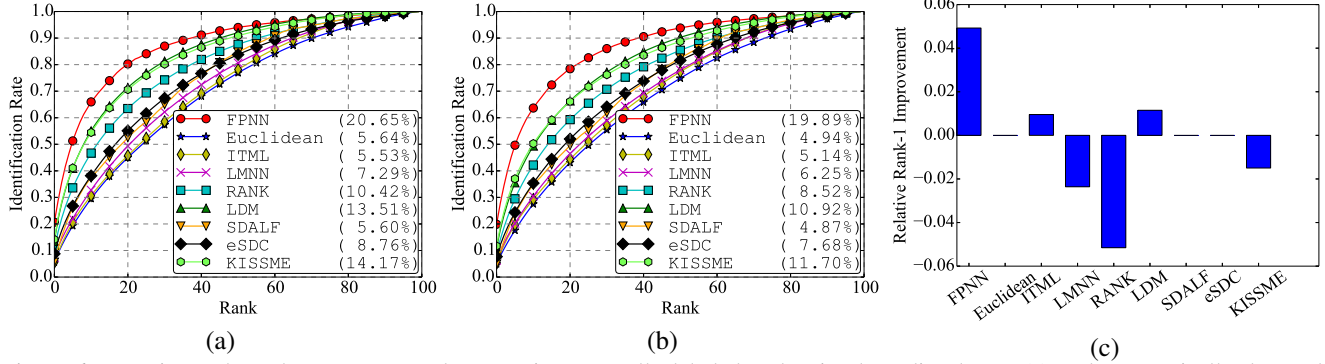 Identification Rate
1.0
0.9
0.8
0.7
0.6
0.5
0.4
0.3
0.2
0.1
0.0
FPNN (20.65%)
Euclidean ( 5.64%)
ITML ( 5.53%)
LMNN ( 7.29%)
RANK (10.42%)
LDM (13.51%)
SDALF ( 5.60%)
eSDC ( 8.76%)
KISSME (14.17%)
0 20 40 60 80 100
Rank
(a)
Identification Rate
1.0
0.9
0.8
0.7
0.6
0.5
0.4
0.3
0.2
0.1
0.0
FPNN (19.89%)
Euclidean ( 4.94%)
ITML ( 5.14%)
LMNN ( 6.25%)
RANK ( 8.52%)
LDM (10.92%)
SDALF ( 4.87%)
eSDC ( 7.68%)
KISSME (11.70%)
0 20 40 60 80 100
Rank
(b)
Relative Rank-1 Improvement
0.06
0.04
0.02
0.00
−0.02
−0.04
−0.06
FPNN
Euclidean
ITML
LMNN
RANK
LDM
SDALF
eSDC
KISSME
(c)